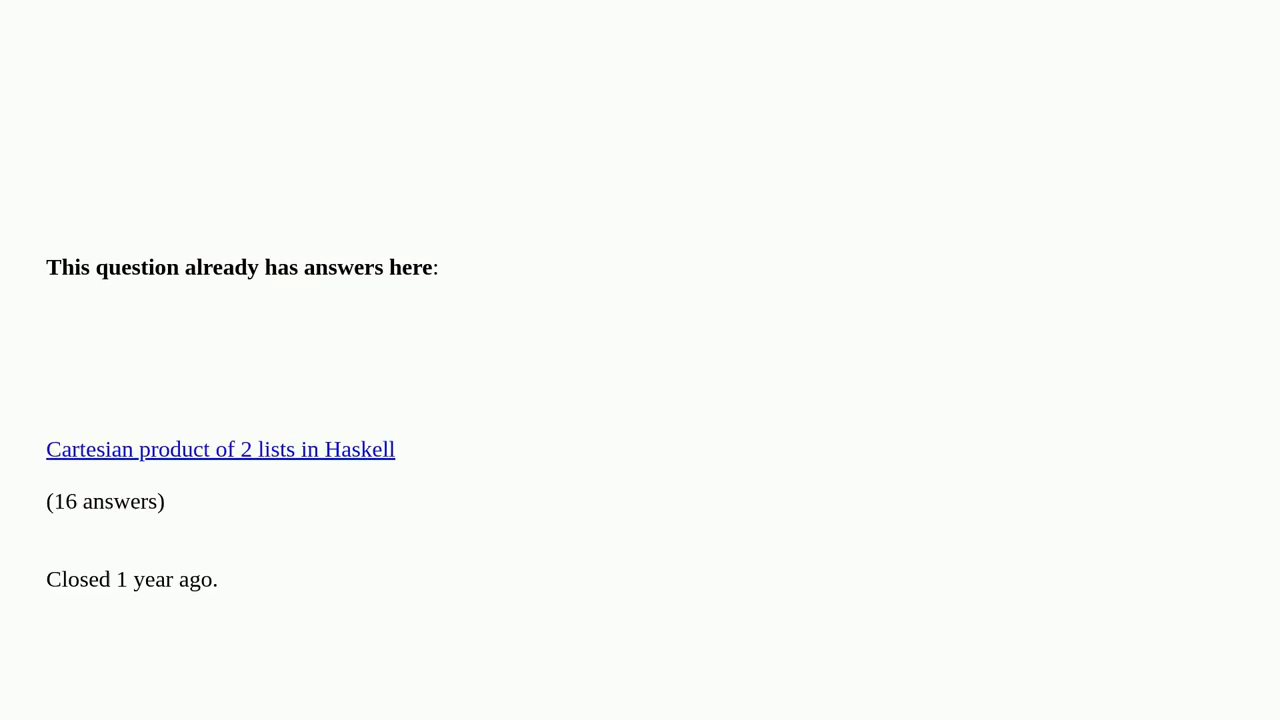 This question already has answers here:
Cartesian product of 2 lists in Haskell
(16 answers)
Closed 1 year ago.